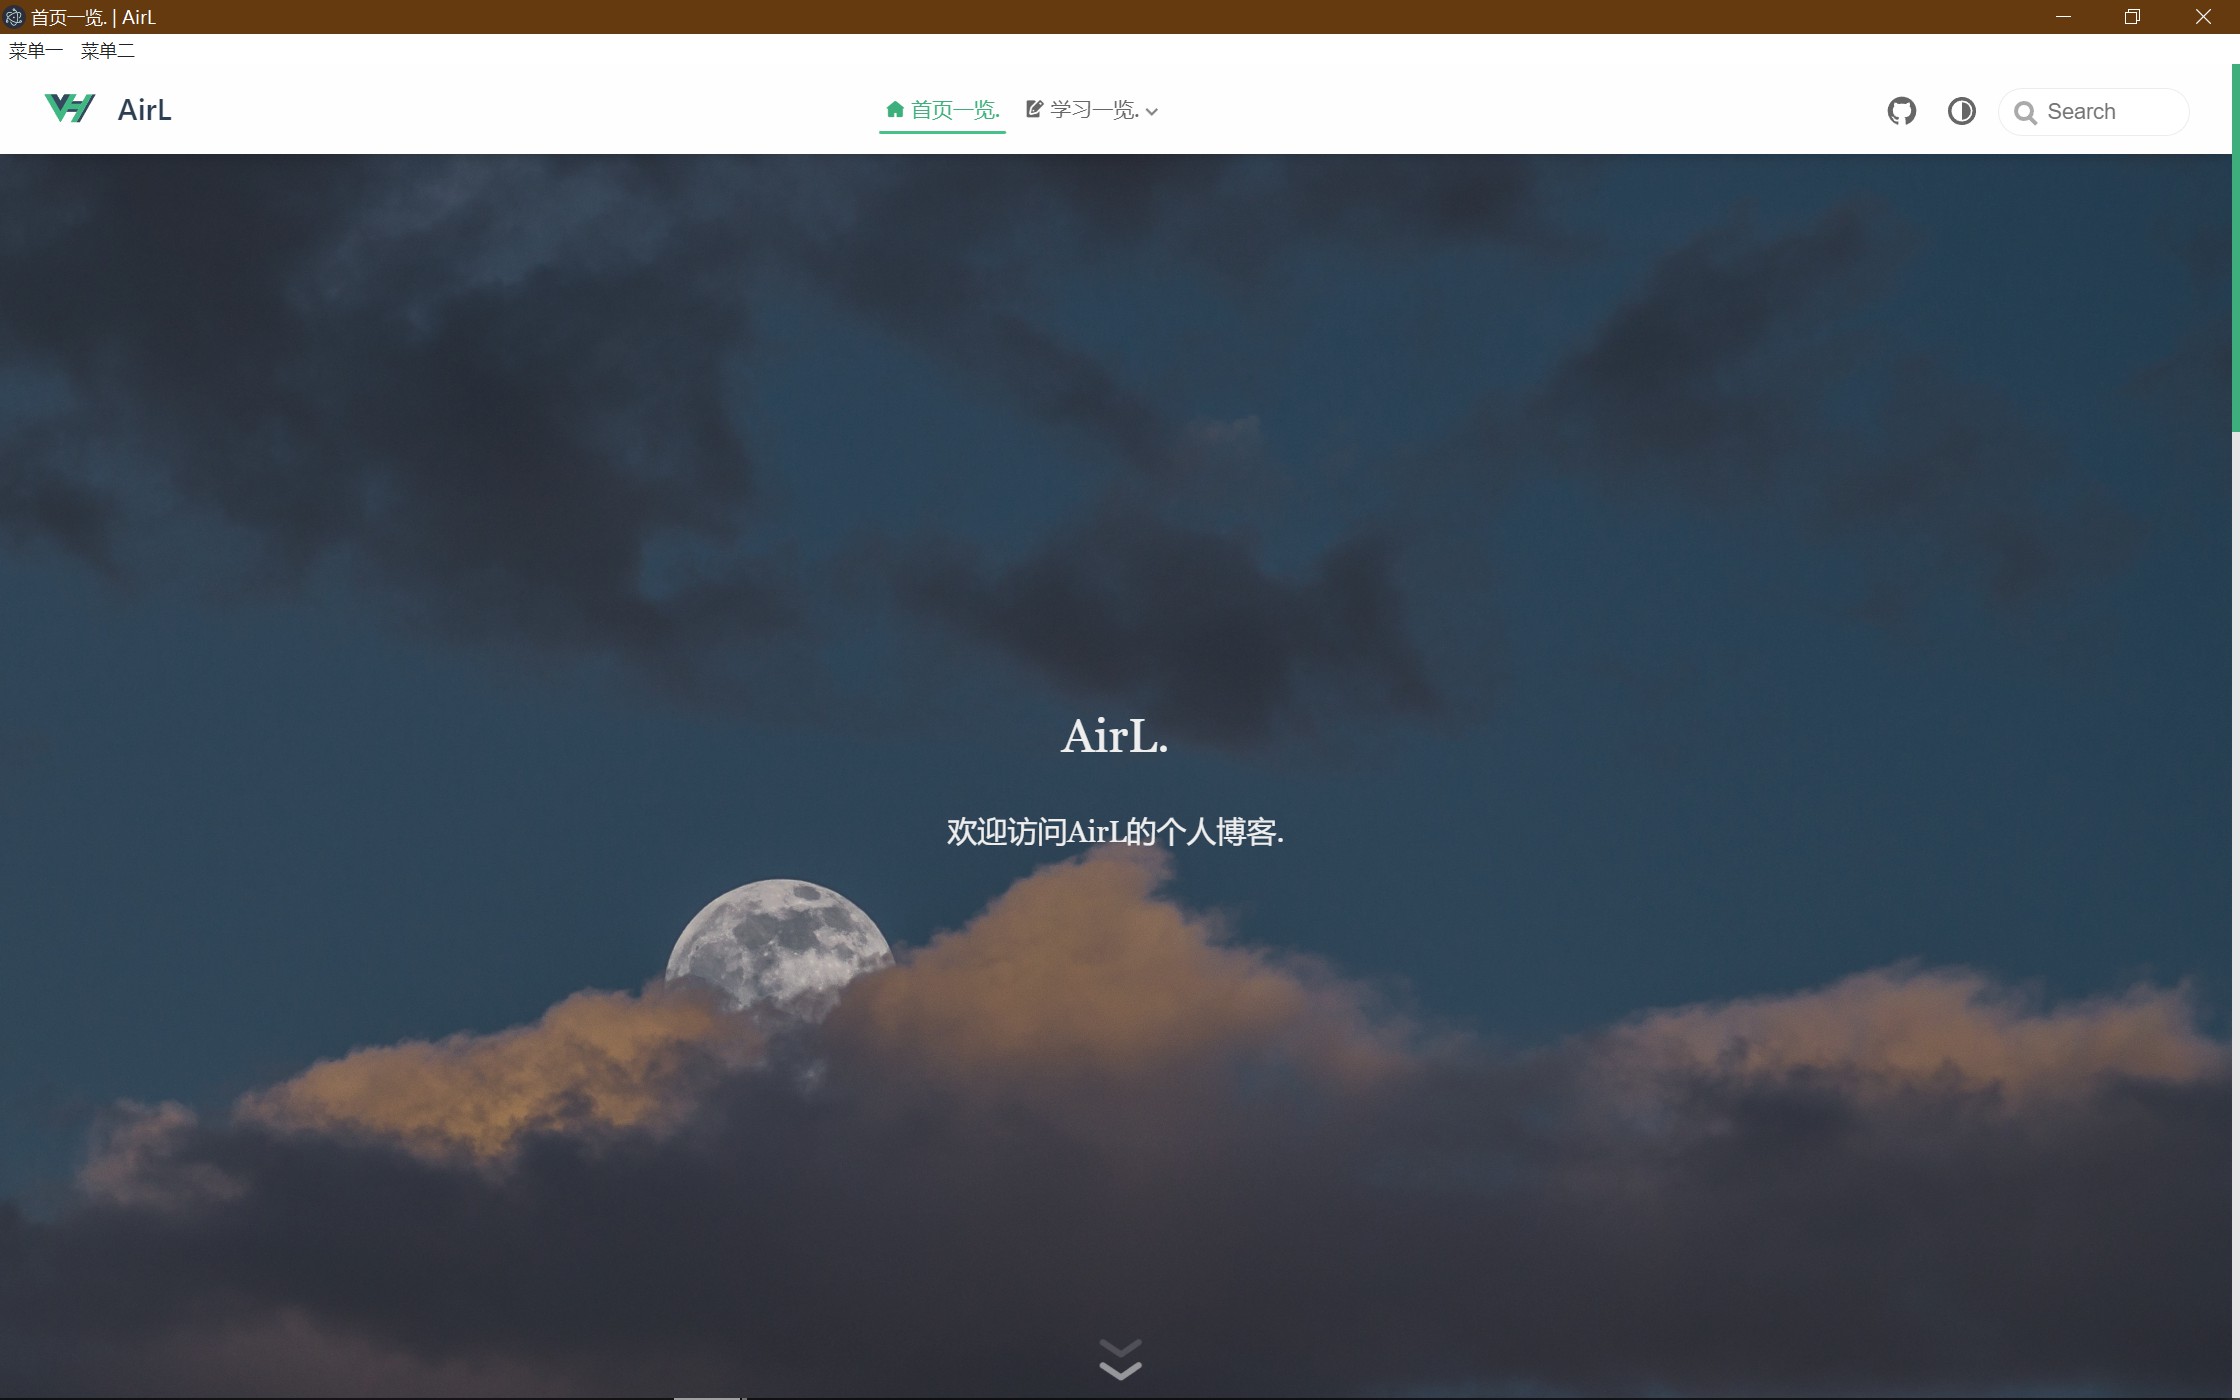 首页一览. | AirL
菜单一 菜单二
AirL
首页一览. 学习一览.
Search
AirL.
欢迎访问AirL的个人博客.